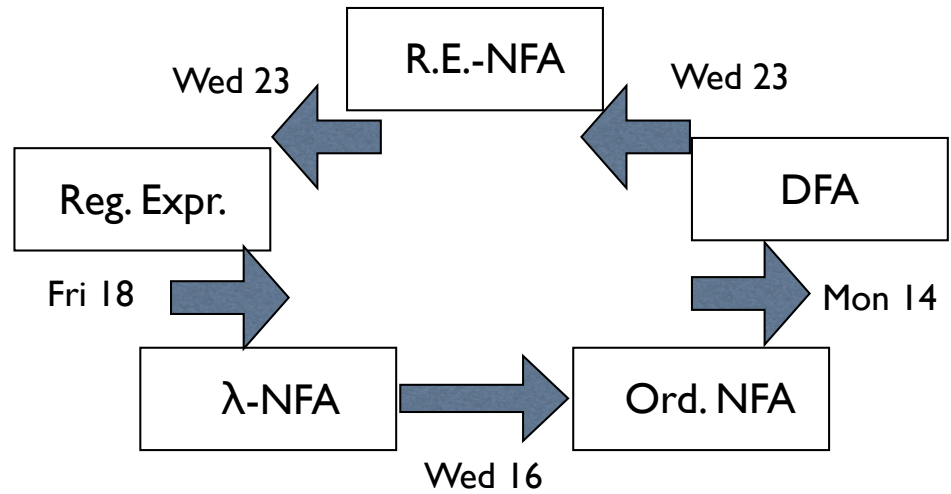 R.E.-NFA
Wed 23
Wed 23
Reg. Expr.
DFA
Fri 18
Mon 14
λ-NFA
Ord. NFA
Wed 16